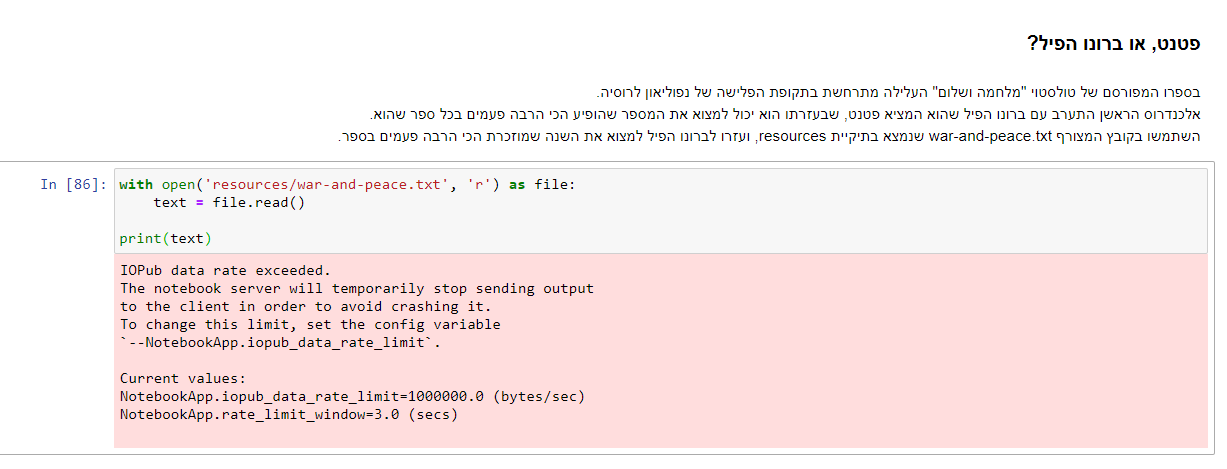 פטנט, או ברונו הפיל?
בספרו המפורסם של טולסטוי "מלחמה ושלום" העלילה מתרחשת בתקופת הפלישה של נפוליאון לרוסיה.
אלכנדרוס הראשון התערב עם ברונו הפיל שהוא המציא פטנט, שבעזרתו הוא יכול למצוא את המספר שהופיע הכי הרבה פעמים בכל ספר שהוא.
השתמשו בקובץ המצורף war-and-peace.txt שנמצא בתיקיית resources, ועזרו לברונו הפיל למצוא את השנה שמוזכרת הכי הרבה פעמים בספר.
In [86]: with open('resources/war-and-peace.txt', 'r') as file:
    text = file.read()
print(text)
IOPub data rate exceeded.
The notebook server will temporarily stop sending output
to the client in order to avoid crashing it.
To change this limit, set the config variable
`--NotebookApp.iopub_data_rate_limit`.
Current values:
NotebookApp.iopub_data_rate_limit=1000000.0 (bytes/sec)
NotebookApp.rate_limit_window=3.0 (secs)